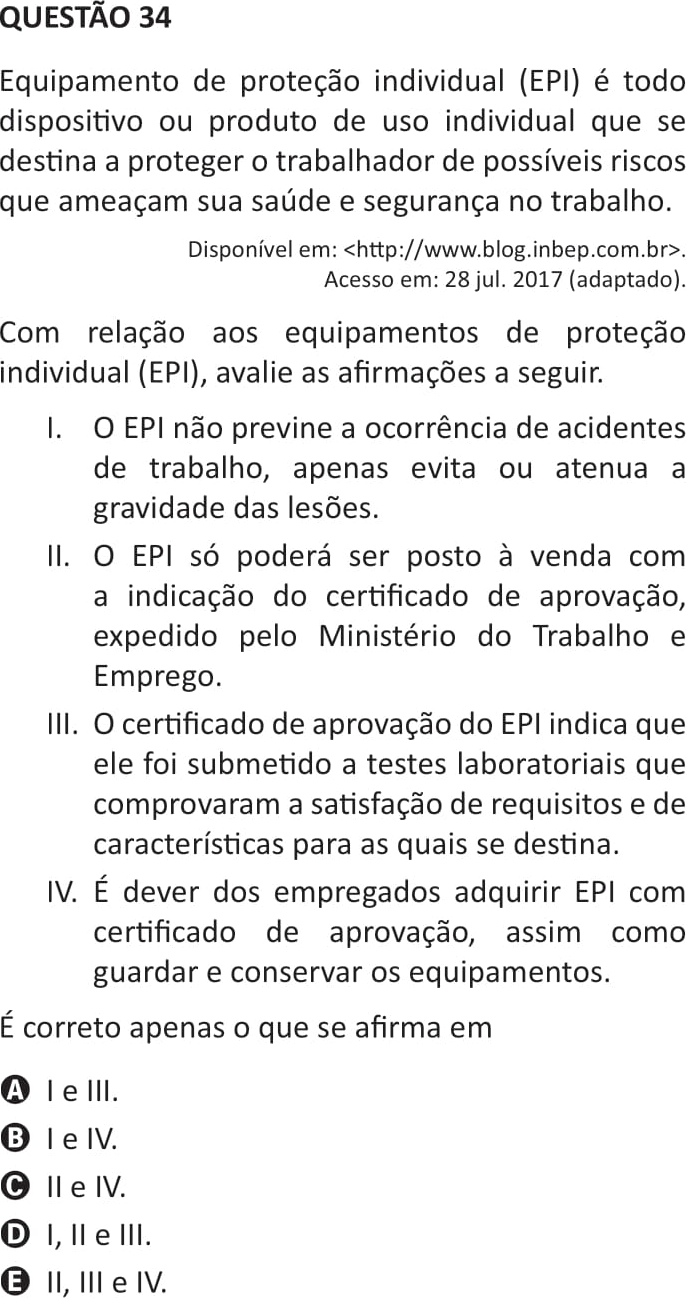 QUESTÃO 34
Equipamento de proteção individual (EPI) é todo
dispositivo ou produto de uso individual que se
destina a proteger o trabalhador de possíveis riscos
que ameaçam sua saúde e segurança no trabalho.
Disponível em: <http://www.blog.inbep.com.br>.
Acesso em: 28 jul. 2017 (adaptado).
Com relação aos equipamentos de proteção
individual (EPI), avalie as afirmações a seguir.
I. O EPI não previne a ocorrência de acidentes
de trabalho, apenas evita ou atenua a
gravidade das lesões.
II. O EPI só poderá ser posto à venda com
a indicação do certificado de aprovação,
expedido pelo Ministério do Trabalho e
Emprego.
III. O certificado de aprovação do EPI indica que
ele foi submetido a testes laboratoriais que
comprovaram a satisfação de requisitos e de
características para as quais se destina.
IV. É dever dos empregados adquirir EPI com
certificado de aprovação, assim como
guardar e conservar os equipamentos.
É correto apenas o que se afirma em
A I e III.
B I e IV.
C II e IV.
D I, II e III.
E II, III e IV.